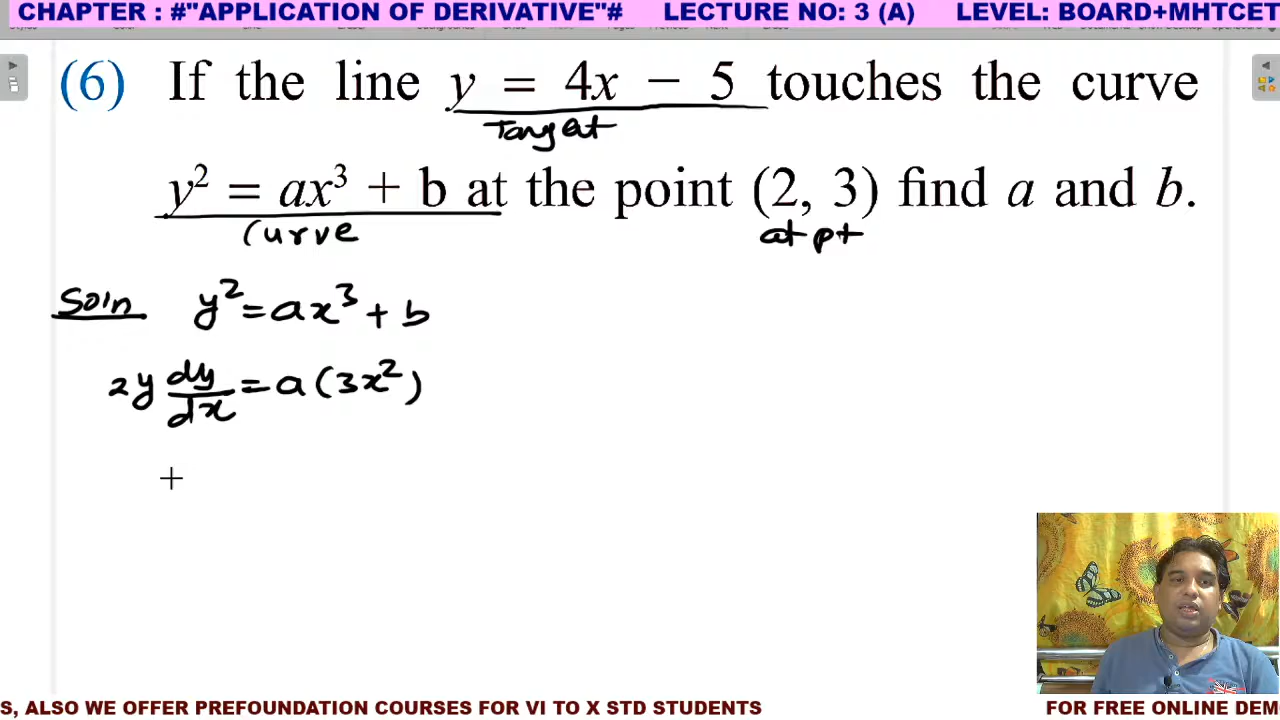 CHAPTER : #"APPLICATION OF DERIVATIVE"# LECTURE NO: 3 (A) LEVEL: BOARD+MHTCET
(6) If the line y = 4x − 5 touches the curve
Tangat
y² = ax³ + b at the point (2, 3) find a and b.
Curve at pt
Soln y² = ax³ + b
2y dy/dx = a(3x²)
S, ALSO WE OFFER PREFOUNDATION COURSES FOR VI TO X STD STUDENTS FOR FREE ONLINE DEM